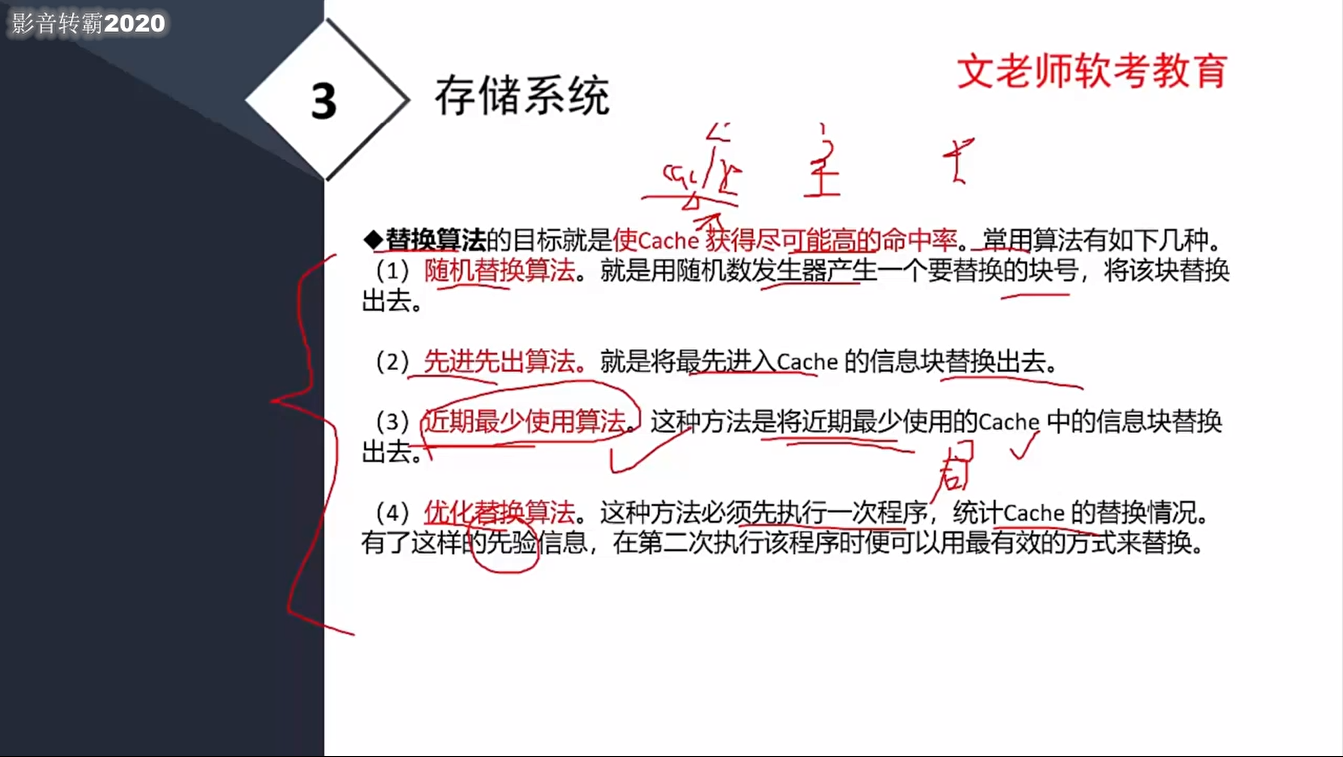 影音转霸2020
3
存储系统
文老师软考教育
主
◆替换算法的目标就是使Cache 获得尽可能高的命中率。常用算法有如下几种。
（1）随机替换算法。就是用随机数发生器产生一个要替换的块号，将该块替换
出去。
（2）先进先出算法。就是将最先进入Cache 的信息块替换出去。
（3）近期最少使用算法。这种方法是将近期最少使用的Cache 中的信息块替换
出去。
（4）优化替换算法。这种方法必须先执行一次程序，统计Cache 的替换情况。
有了这样的先验信息，在第二次执行该程序时便可以用最有效的方式来替换。